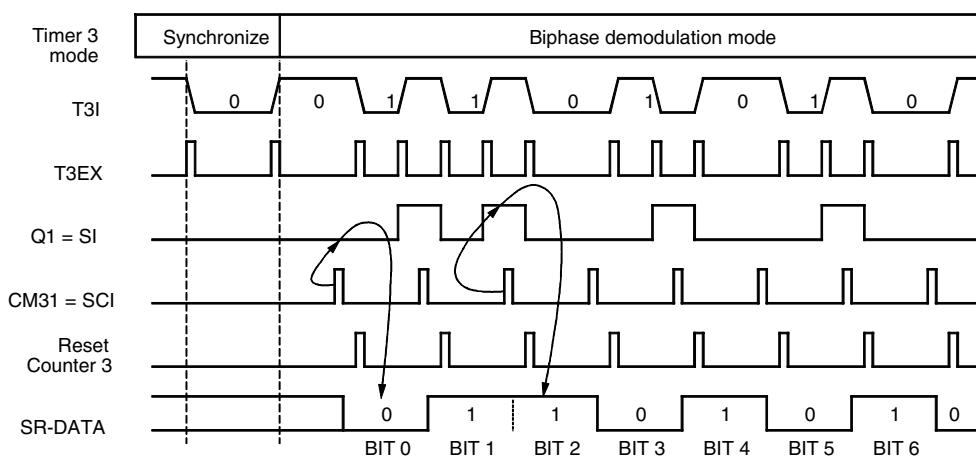 Timer 3
mode
Synchronize
Biphase demodulation mode
T3I
0 0 1 1 0 1 0 1 0
T3EX
Q1 = SI
CM31 = SCI
Reset
Counter 3
SR-DATA
0 1 1 0 1 0 1 0
BIT 0 BIT 1 BIT 2 BIT 3 BIT 4 BIT 5 BIT 6